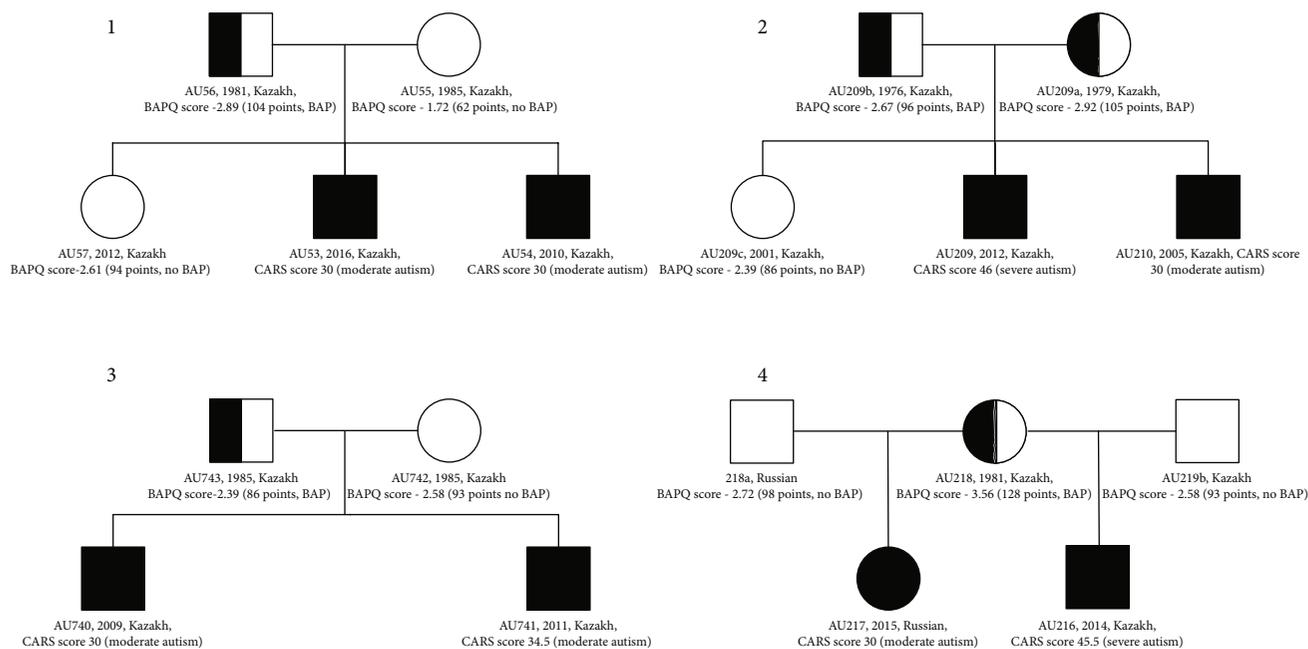 1
AU56, 1981, Kazakh,
BAPQ score -2.89 (104 points, BAP)
AU55, 1985, Kazakh,
BAPQ score - 1.72 (62 points, no BAP)
AU57, 2012, Kazakh
BAPQ score-2.61 (94 points, no BAP)
AU53, 2016, Kazakh,
CARS score 30 (moderate autism)
AU54, 2010, Kazakh,
CARS score 30 (moderate autism)
2
AU209b, 1976, Kazakh,
BAPQ score - 2.67 (96 points, BAP)
AU209a, 1979, Kazakh,
BAPQ score - 2.92 (105 points, BAP)
AU209c, 2001, Kazakh,
BAPQ score - 2.39 (86 points, no BAP)
AU209, 2012, Kazakh,
CARS score 46 (severe autism)
AU210, 2005, Kazakh, CARS score
30 (moderate autism)
3
AU743, 1985, Kazakh
BAPQ score-2.39 (86 points, BAP)
AU742, 1985, Kazakh
BAPQ score - 2.58 (93 points no BAP)
AU740, 2009, Kazakh,
CARS score 30 (moderate autism)
AU741, 2011, Kazakh,
CARS score 34.5 (moderate autism)
4
218a, Russian
BAPQ score - 2.72 (98 points, no BAP)
AU218, 1981, Kazakh,
BAPQ score - 3.56 (128 points, BAP)
AU219b, Kazakh
BAPQ score - 2.58 (93 points, no BAP)
AU217, 2015, Russian,
CARS score 30 (moderate autism)
AU216, 2014, Kazakh,
CARS score 45.5 (severe autism)